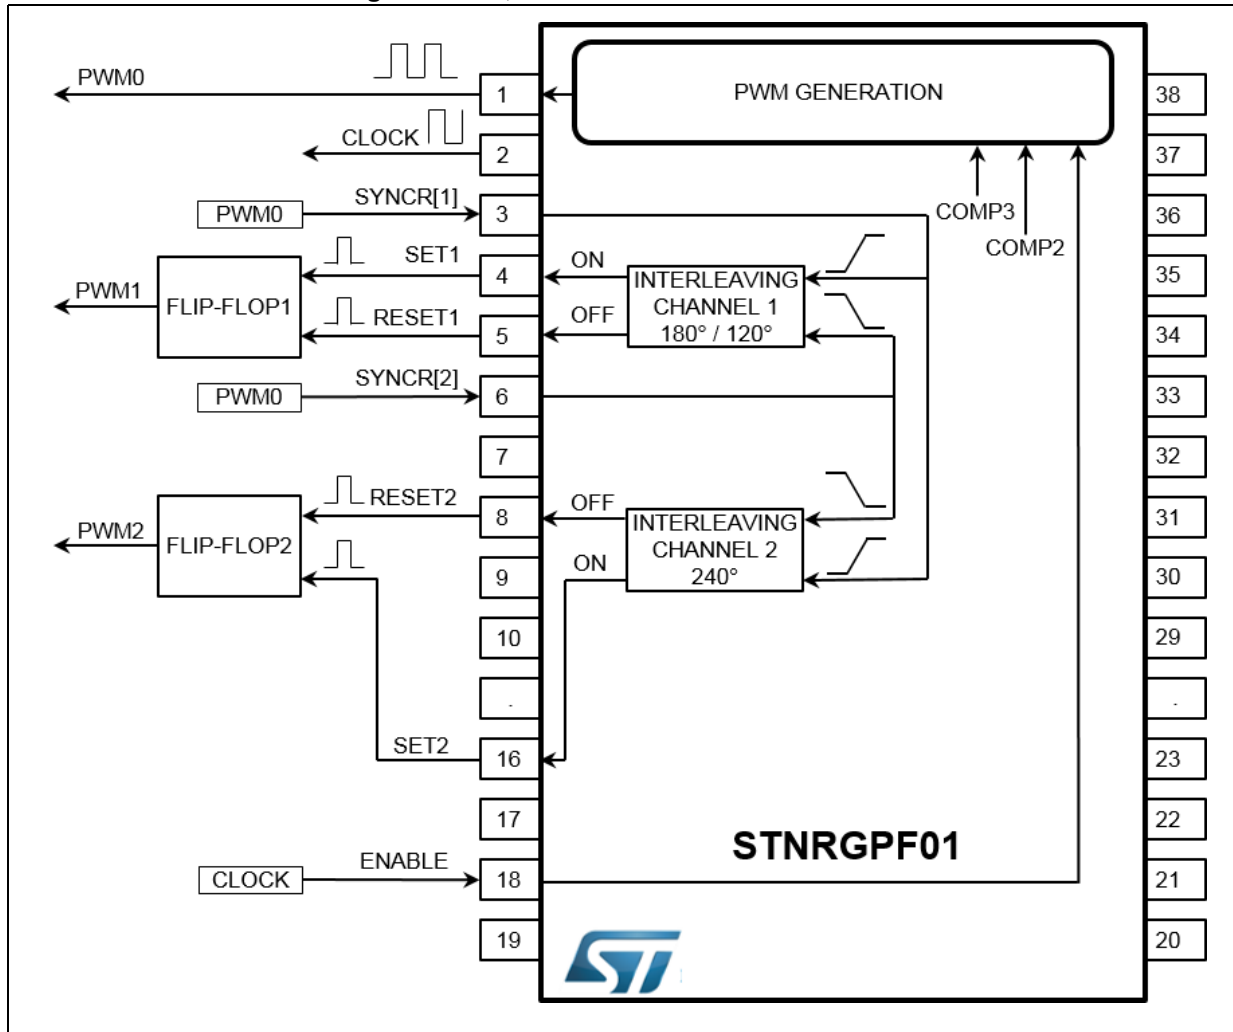 PWM GENERATION
PWM0
1
38
CLOCK
2
37
PWM0
SYNCR[1]
3
COMP3
36
COMP2
SET1
4
ON
INTERLEAVING
CHANNEL 1
180° / 120°
35
PWM1
FLIP-FLOP1
RESET1
5
OFF
34
PWM0
SYNCR[2]
6
33
7
32
RESET2
8
OFF
INTERLEAVING
CHANNEL 2
240°
31
PWM2
FLIP-FLOP2
9
ON
30
10
29
.
.
SET2
16
23
17
STNRGPF01
22
CLOCK
ENABLE
18
21
19
ST
20